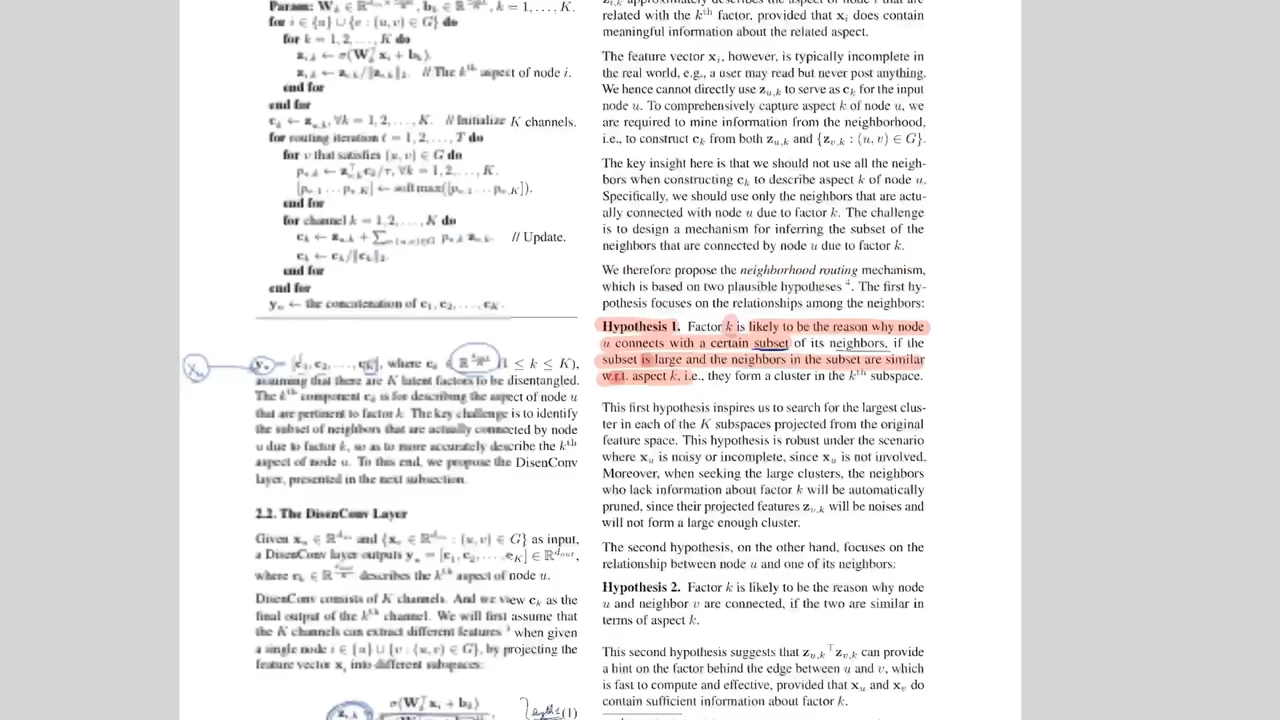 Param: W_k ∈ ℝ, b_k ∈ ℝ, k = 1, . . . , K.
for i ∈ {u} ∪ {v : (u, v) ∈ G} do
for k = 1, 2, . . . , K do
z_{i,k} ← σ(W_k^⊤ x_i + b_k).
z_{i,k} ← z_{i,k}/‖z_{i,k}‖_2. // The k^th aspect of node i.
end for
end for
c_k ← z_{u,k}, ∀k = 1, 2, . . . , K. // Initialize K channels.
for routing iteration t = 1, 2, . . . , T do
for v that satisfies (u, v) ∈ G do
p_{v,k} ← z_{v,k}^⊤ c_k/τ, ∀k = 1, 2, . . . , K.
[p_{v,1} . . . p_{v,K}] ← softmax([p_{v,1} . . . p_{v,K}]).
end for
for channel k = 1, 2, . . . , K do
c_k ← z_{u,k} + ∑_{v:(u,v)∈G} p_{v,k} z_{v,k}. // Update.
c_k ← c_k/‖c_k‖_2.
end for
end for
y_u ← the concatenation of c_1, c_2, . . . , c_K.
x_u
y_u = [c_1, c_2, . . . , c_K], where c_k ∈ ℝ (1 ≤ k ≤ K),
assuming that there are K latent factors to be disentangled.
The k^th component c_k is for describing the aspect of node u
that are pertinent to factor k. The key challenge is to identify
the subset of neighbors that are actually connected by node
u due to factor k, so as to more accurately describe the k^th
aspect of node u. To this end, we propose the DisenConv
layer, presented in the next subsection.
2.2. The DisenConv Layer
Given x_u ∈ ℝ^{d_in} and {x_v ∈ ℝ^{d_in} : (u, v) ∈ G} as input,
a DisenConv layer outputs y_u = [c_1, c_2, . . . , c_K] ∈ ℝ^{d_out},
where c_k ∈ ℝ describes the k^th aspect of node u.
DisenConv consists of K channels. And we view c_k as the
final output of the k^th channel. We will first assume that
the K channels can extract different features ³ when given
a single node i ∈ {u} ∪ {v : (u, v) ∈ G}, by projecting the
feature vector x_i into different subspaces:
σ(W_k^⊤ x_i + b_k)
z_{i,k} (1)
z_{i,k} approximately describes the aspect of node i that are
related with the k^th factor, provided that x_i does contain
meaningful information about the related aspect.
The feature vector x_i, however, is typically incomplete in
the real world, e.g., a user may read but never post anything.
We hence cannot directly use z_{u,k} to serve as c_k for the input
node u. To comprehensively capture aspect k of node u, we
are required to mine information from the neighborhood,
i.e., to construct c_k from both z_{u,k} and {z_{v,k} : (u, v) ∈ G}.
The key insight here is that we should not use all the neigh-
bors when constructing c_k to describe aspect k of node u.
Specifically, we should use only the neighbors that are actu-
ally connected with node u due to factor k. The challenge
is to design a mechanism for inferring the subset of the
neighbors that are connected by node u due to factor k.
We therefore propose the neighborhood routing mechanism,
which is based on two plausible hypotheses ⁴. The first hy-
pothesis focuses on the relationships among the neighbors:
Hypothesis 1. Factor k is likely to be the reason why node
u connects with a certain subset of its neighbors, if the
subset is large and the neighbors in the subset are similar
w.r.t. aspect k, i.e., they form a cluster in the k^th subspace.
This first hypothesis inspires us to search for the largest clus-
ter in each of the K subspaces projected from the original
feature space. This hypothesis is robust under the scenario
where x_u is noisy or incomplete, since x_u is not involved.
Moreover, when seeking the large clusters, the neighbors
who lack information about factor k will be automatically
pruned, since their projected features z_{v,k} will be noises and
will not form a large enough cluster.
The second hypothesis, on the other hand, focuses on the
relationship between node u and one of its neighbors:
Hypothesis 2. Factor k is likely to be the reason why node
u and neighbor v are connected, if the two are similar in
terms of aspect k.
This second hypothesis suggests that z_{u,k}^⊤ z_{v,k} can provide
a hint on the factor behind the edge between u and v, which
is fast to compute and effective, provided that x_u and x_v do
contain sufficient information about factor k.